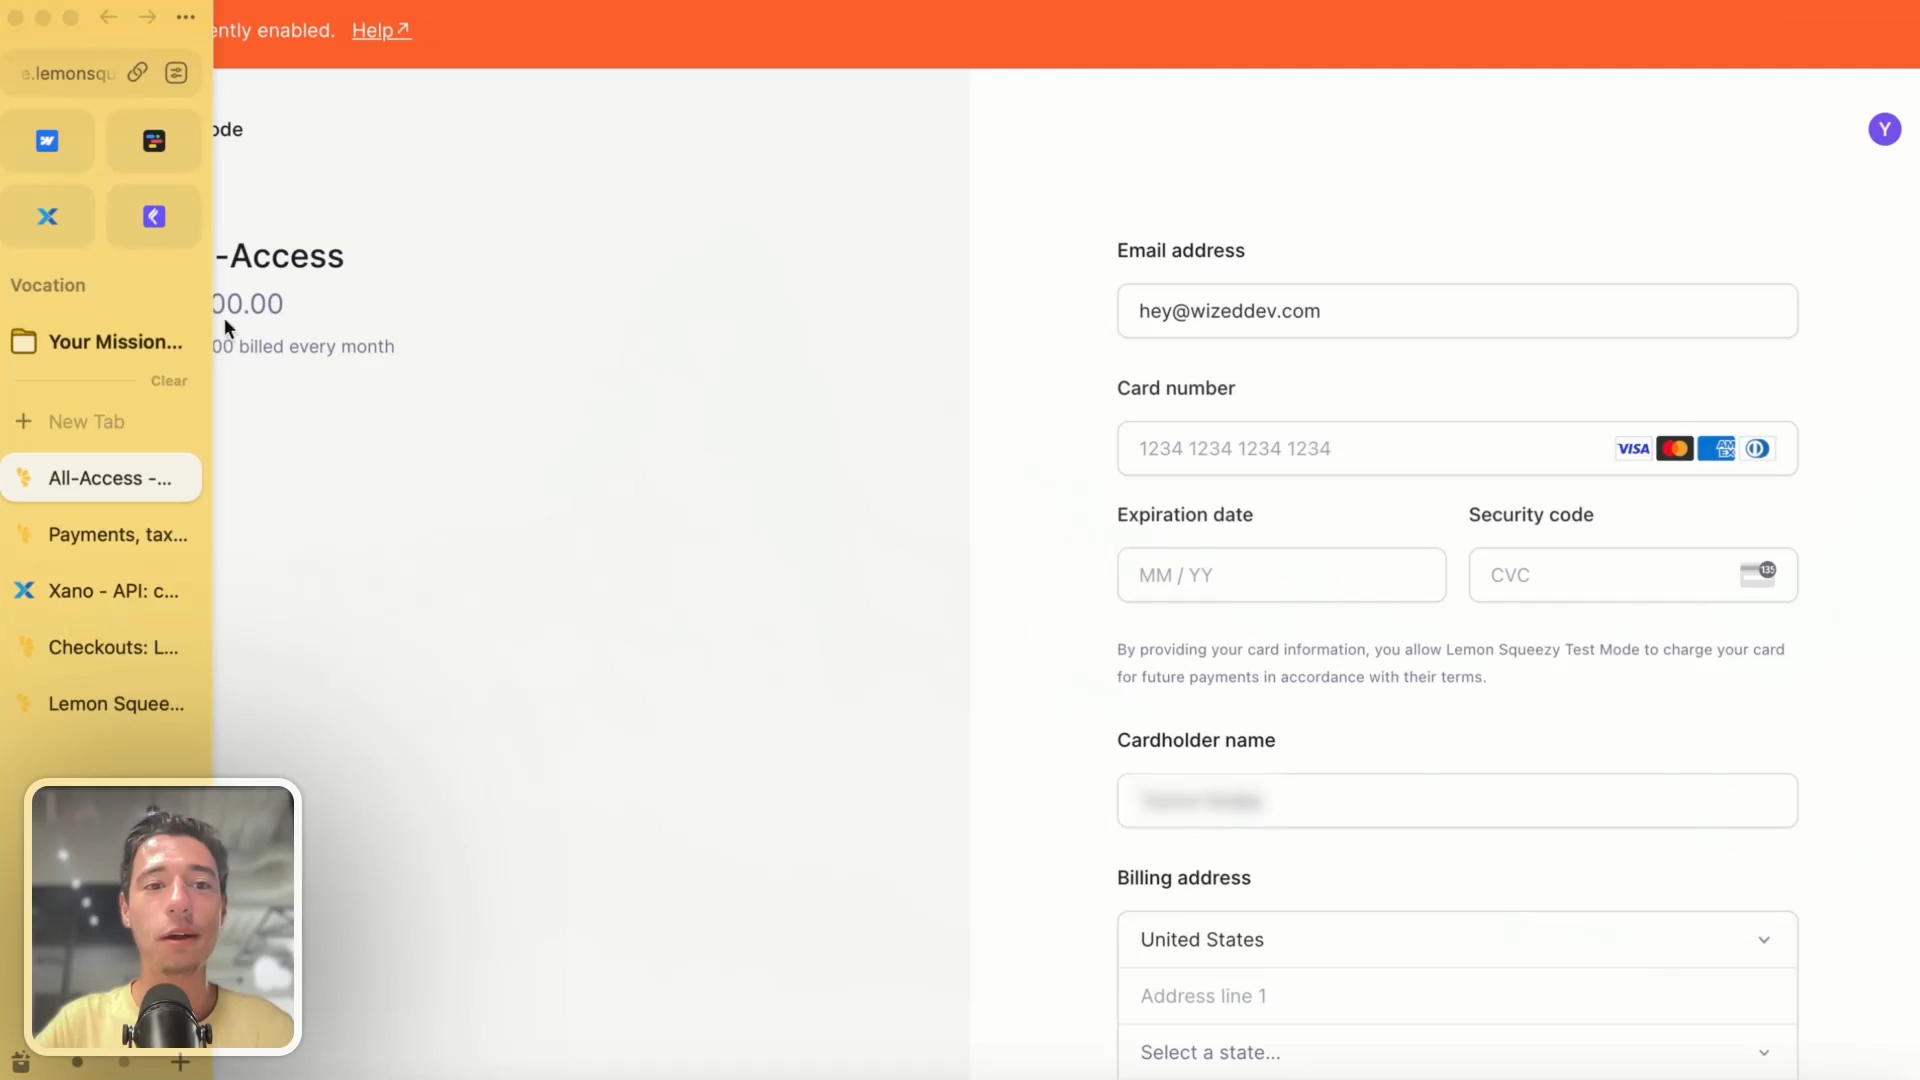 ently enabled. Help
e.lemonsqu
ode
Y
-Access
00.00
00 billed every month
Vocation
Your Mission...
Clear
New Tab
All-Access -...
Payments, tax...
Xano - API: c...
Checkouts: L...
Lemon Squee...
Email address
hey@wizeddev.com
Card number
1234 1234 1234 1234
VISA
AM EX
Expiration date
Security code
MM / YY
CVC
135
By providing your card information, you allow Lemon Squeezy Test Mode to charge your card
for future payments in accordance with their terms.
Cardholder name
Billing address
United States
Address line 1
Select a state...